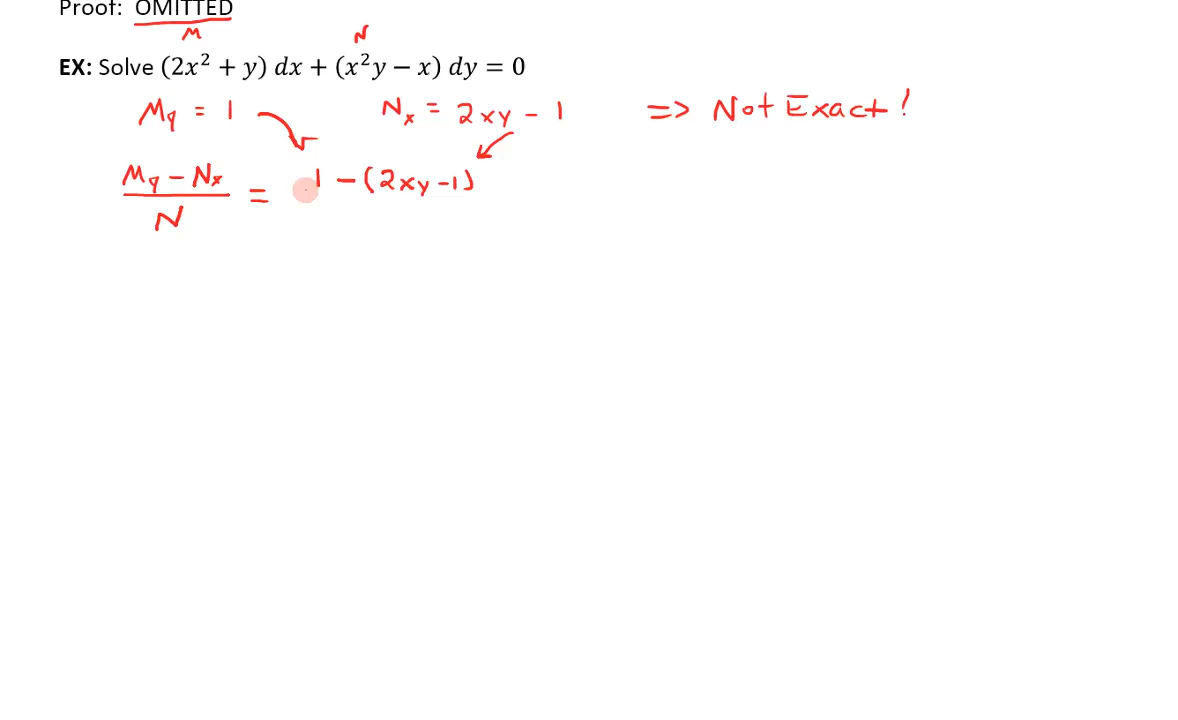 Proof: OMITTED
M N
EX: Solve (2x² + y) dx + (x²y − x) dy = 0
My = 1 Nx = 2xy - 1 => Not Exact!
My - Nx / N = 1 - (2xy - 1)